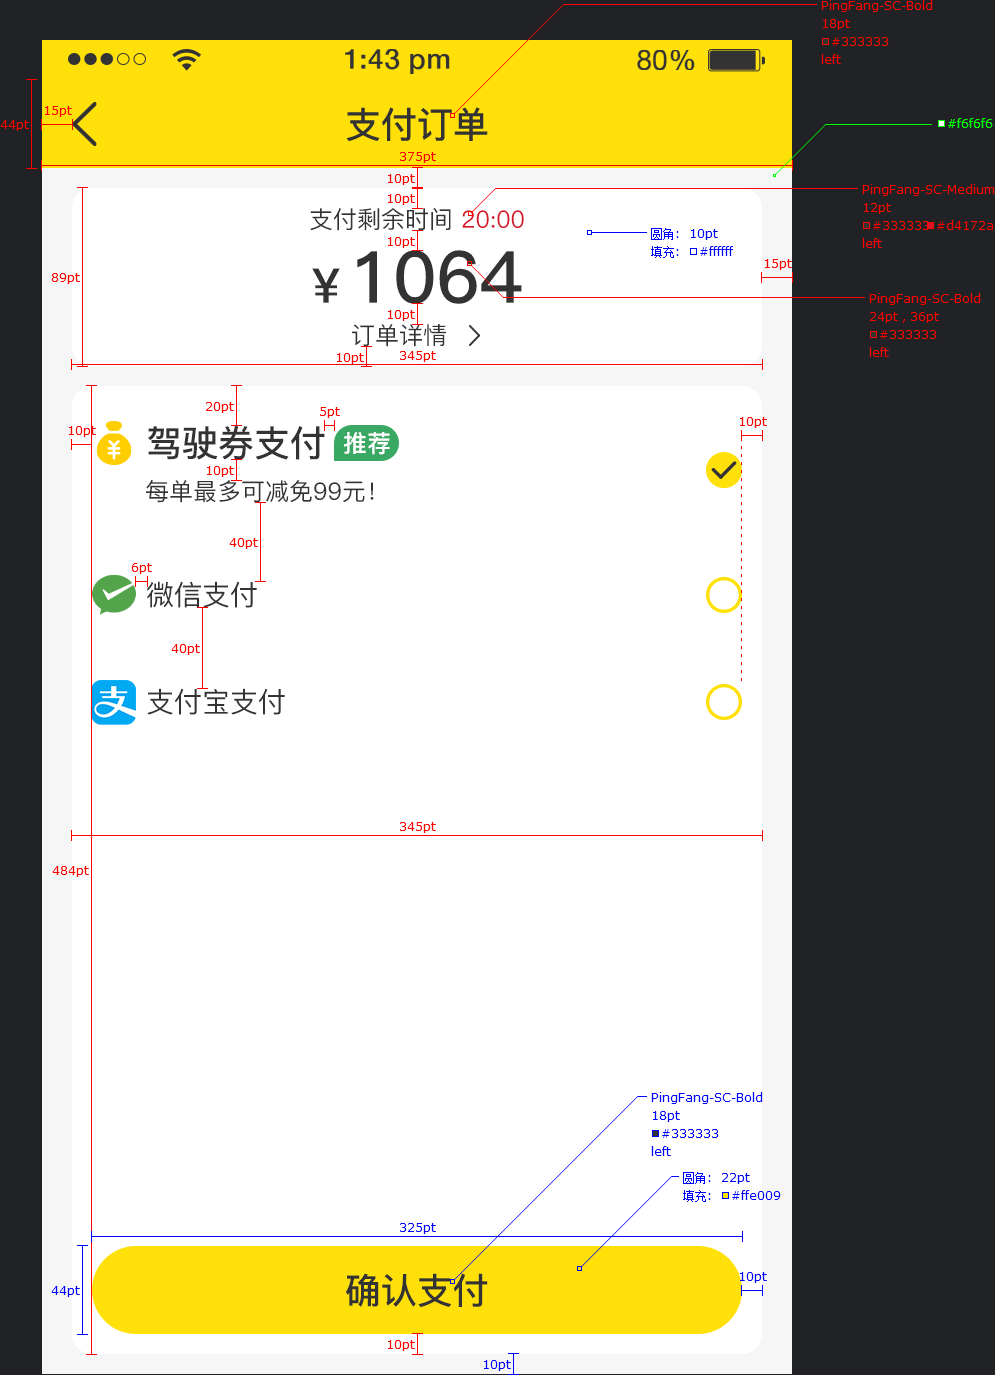 PingFang-SC-Bold
18pt
#333333
left
1:43 pm
80%
15pt
44pt
支付订单
#f6f6f6
375pt
10pt
10pt
PingFang-SC-Medium
12pt
#333333 #d4172a
left
支付剩余时间 20:00
圆角： 10pt
填充： #ffffff
10pt
89pt
¥1064
15pt
PingFang-SC-Bold
24pt , 36pt
#333333
left
10pt
订单详情
10pt
345pt
20pt
5pt
10pt
10pt
¥
驾驶券支付
推荐
10pt
每单最多可减免99元！
40pt
6pt
微信支付
40pt
支
支付宝支付
345pt
484pt
PingFang-SC-Bold
18pt
#333333
left
圆角： 22pt
填充： #ffe009
325pt
44pt
确认支付
10pt
10pt
10pt